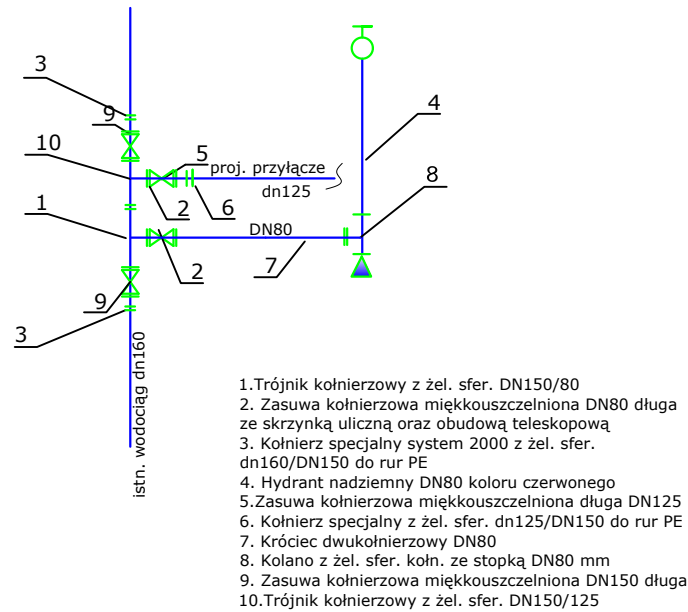 3
9
10
5
4
proj. przyłącze
dn125
1
2
6
8
DN80
2
7
9
3
istn. wodociąg dn160
1.Trójnik kołnierzowy z żel. sfer. DN150/80
2. Zasuwa kołnierzowa miękkouszczelniona DN80 długa
ze skrzynką uliczną oraz obudową teleskopową
3. Kołnierz specjalny system 2000 z żel. sfer.
dn160/DN150 do rur PE
4. Hydrant nadziemny DN80 koloru czerwonego
5.Zasuwa kołnierzowa miękkouszczelniona długa DN125
6. Kołnierz specjalny z żel. sfer. dn125/DN150 do rur PE
7. Króciec dwukołnierzowy DN80
8. Kolano z żel. sfer. kołn. ze stopką DN80 mm
9. Zasuwa kołnierzowa miękkouszczelniona DN150 długa
10.Trójnik kołnierzowy z żel. sfer. DN150/125